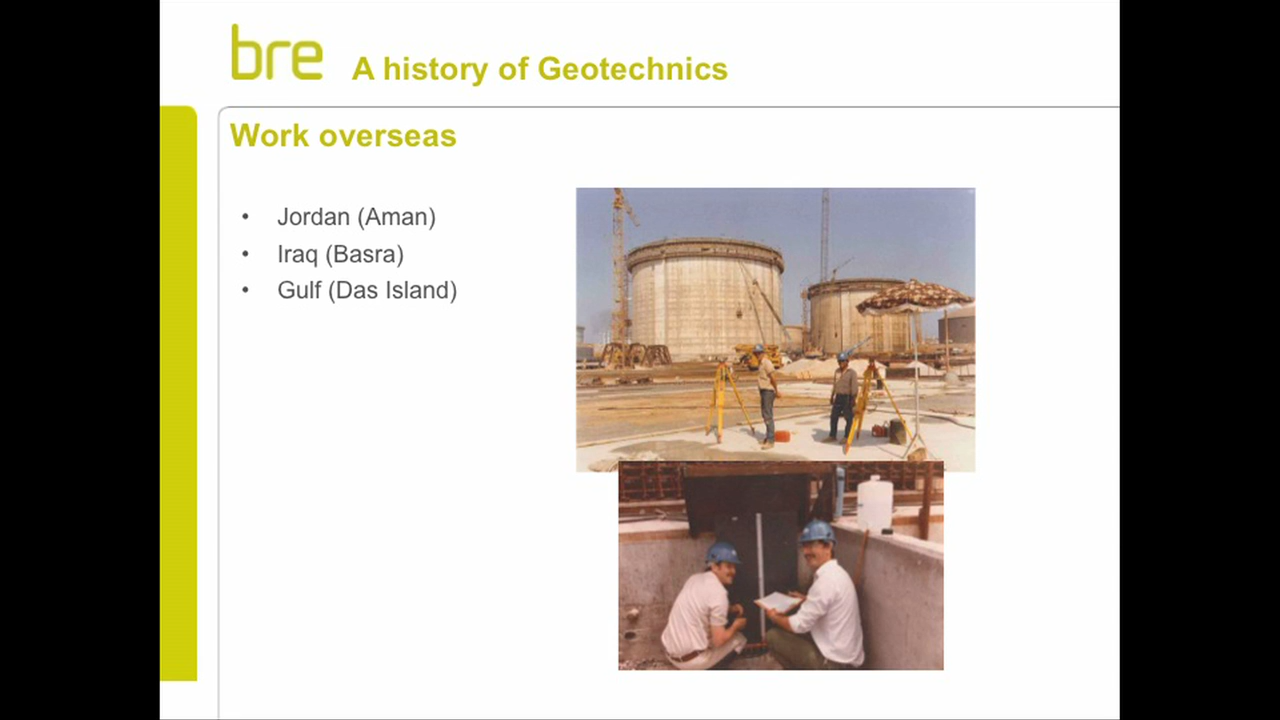 bre A history of Geotechnics
Work overseas
• Jordan (Aman)
• Iraq (Basra)
• Gulf (Das Island)